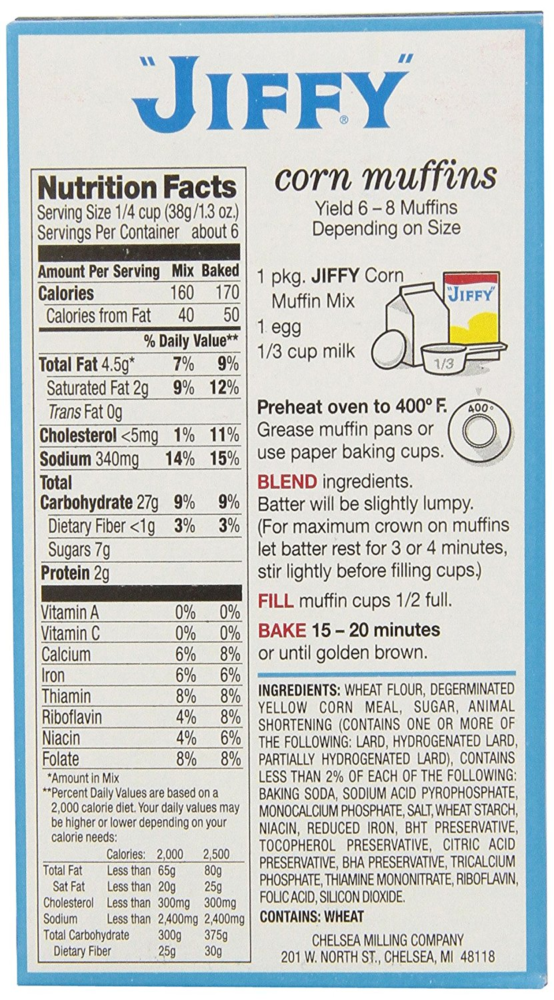 "JIFFY"®
Nutrition Facts
Serving Size 1/4 cup (38g/1.3 oz.)
Servings Per Container about 6
Amount Per Serving Mix Baked
Calories 160 170
Calories from Fat 40 50
% Daily Value**
Total Fat 4.5g* 7% 9%
Saturated Fat 2g 9% 12%
Trans Fat 0g
Cholesterol <5mg 1% 11%
Sodium 340mg 14% 15%
Total
Carbohydrate 27g 9% 9%
Dietary Fiber <1g 3% 3%
Sugars 7g
Protein 2g
Vitamin A 0% 0%
Vitamin C 0% 0%
Calcium 6% 8%
Iron 6% 6%
Thiamin 8% 8%
Riboflavin 4% 8%
Niacin 4% 6%
Folate 8% 8%
*Amount in Mix
**Percent Daily Values are based on a
2,000 calorie diet. Your daily values may
be higher or lower depending on your
calorie needs:
Calories: 2,000 2,500
Total Fat Less than 65g 80g
Sat Fat Less than 20g 25g
Cholesterol Less than 300mg 300mg
Sodium Less than 2,400mg 2,400mg
Total Carbohydrate 300g 375g
Dietary Fiber 25g 30g
corn muffins
Yield 6 – 8 Muffins
Depending on Size
1 pkg. JIFFY Corn
Muffin Mix
1 egg
1/3 cup milk
"JIFFY"
1/3
Preheat oven to 400° F.
Grease muffin pans or
use paper baking cups.
400°
BLEND ingredients.
Batter will be slightly lumpy.
(For maximum crown on muffins
let batter rest for 3 or 4 minutes,
stir lightly before filling cups.)
FILL muffin cups 1/2 full.
BAKE 15 – 20 minutes
or until golden brown.
INGREDIENTS: WHEAT FLOUR, DEGERMINATED
YELLOW CORN MEAL, SUGAR, ANIMAL
SHORTENING (CONTAINS ONE OR MORE OF
THE FOLLOWING: LARD, HYDROGENATED LARD,
PARTIALLY HYDROGENATED LARD), CONTAINS
LESS THAN 2% OF EACH OF THE FOLLOWING:
BAKING SODA, SODIUM ACID PYROPHOSPHATE,
MONOCALCIUM PHOSPHATE, SALT, WHEAT STARCH,
NIACIN, REDUCED IRON, BHT PRESERVATIVE,
TOCOPHEROL PRESERVATIVE, CITRIC ACID
PRESERVATIVE, BHA PRESERVATIVE, TRICALCIUM
PHOSPHATE, THIAMINE MONONITRATE, RIBOFLAVIN,
FOLIC ACID, SILICON DIOXIDE.
CONTAINS: WHEAT
CHELSEA MILLING COMPANY
201 W. NORTH ST., CHELSEA, MI 48118